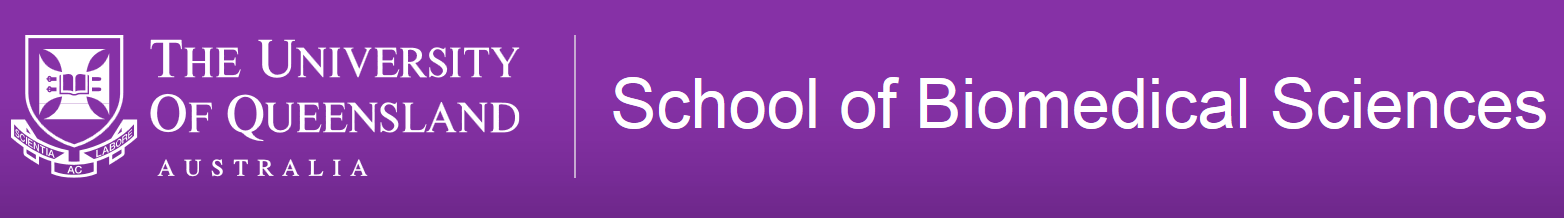 THE UNIVERSITY
OF QUEENSLAND
AUSTRALIA
SCIENTIA AC LABORE
School of Biomedical Sciences